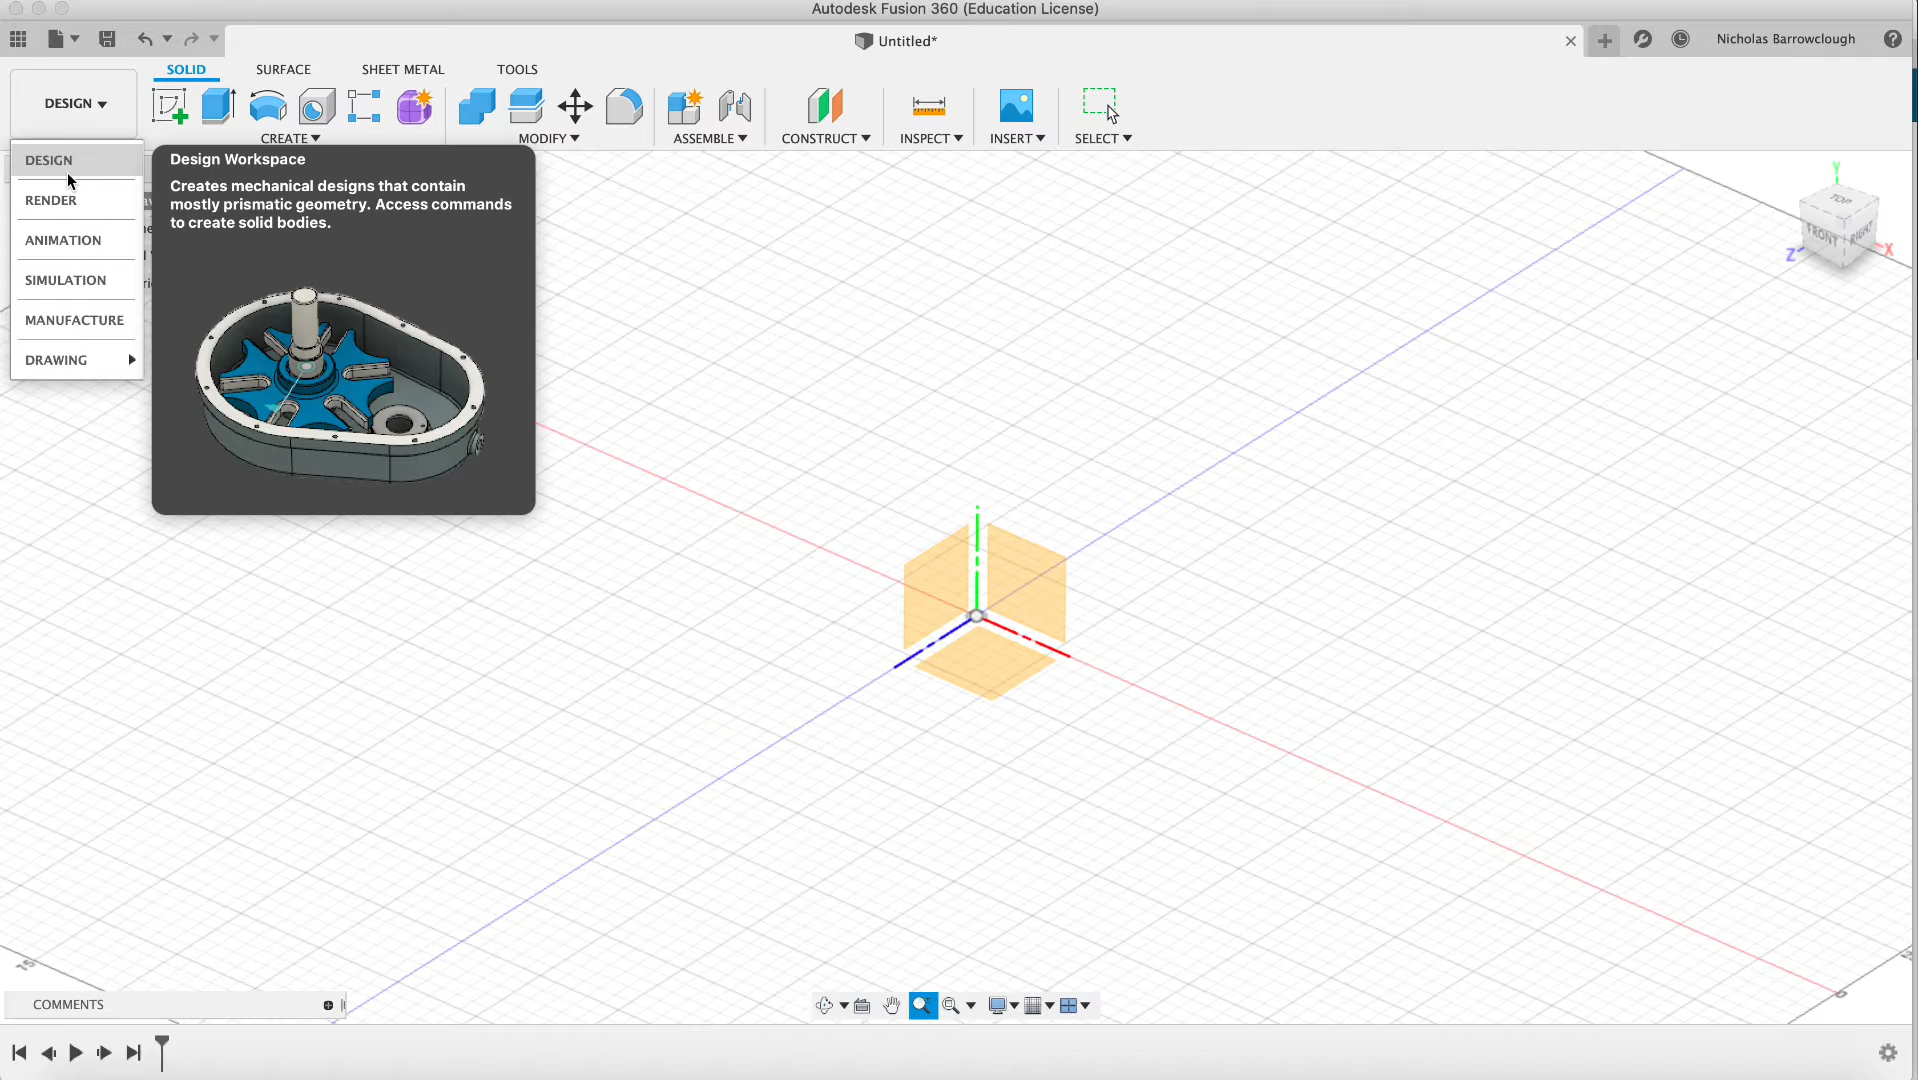 Autodesk Fusion 360 (Education License)
Untitled*
Nicholas Barrowclough
SOLID
SURFACE
SHEET METAL
TOOLS
DESIGN
CREATE
MODIFY
ASSEMBLE
CONSTRUCT
INSPECT
INSERT
SELECT
DESIGN
RENDER
ANIMATION
SIMULATION
MANUFACTURE
DRAWING
Design Workspace
Creates mechanical designs that contain
mostly prismatic geometry. Access commands
to create solid bodies.
Y
TOP
FRONT
RIGHT
Z
X
75
COMMENTS